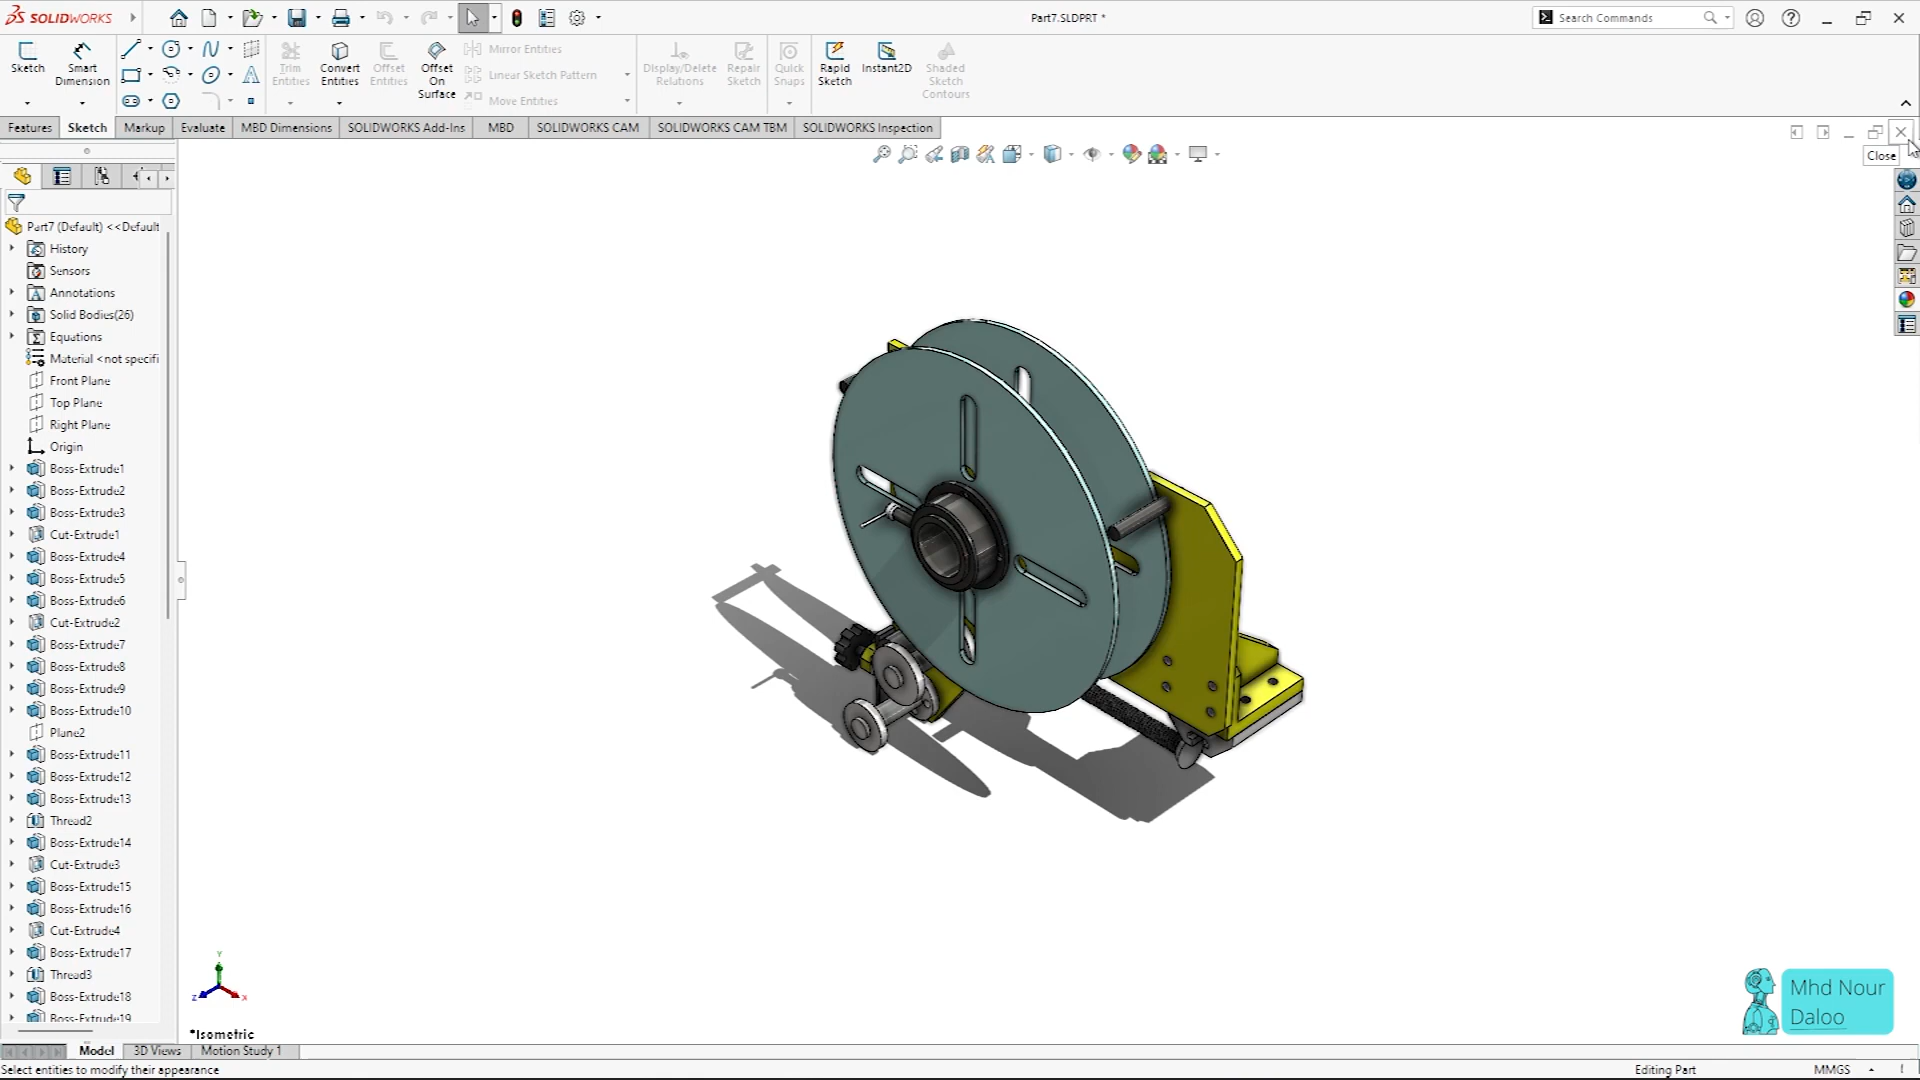 SOLIDWORKS
Part7.SLDPRT *
Search Commands
Sketch
Smart Dimension
Trim Entities
Convert Entities
Offset Entities
Offset On Surface
Mirror Entities
Linear Sketch Pattern
Move Entities
Display/Delete Relations
Repair Sketch
Quick Snaps
Rapid Sketch
Instant2D
Shaded Sketch Contours
Features
Sketch
Markup
Evaluate
MBD Dimensions
SOLIDWORKS Add-Ins
MBD
SOLIDWORKS CAM
SOLIDWORKS CAM TBM
SOLIDWORKS Inspection
Close
Part7 (Default) <<Default
History
Sensors
Annotations
Solid Bodies(26)
Equations
Material <not specifi
Front Plane
Top Plane
Right Plane
Origin
Boss-Extrude1
Boss-Extrude2
Boss-Extrude3
Cut-Extrude1
Boss-Extrude4
Boss-Extrude5
Boss-Extrude6
Cut-Extrude2
Boss-Extrude7
Boss-Extrude8
Boss-Extrude9
Boss-Extrude10
Plane2
Boss-Extrude11
Boss-Extrude12
Boss-Extrude13
Thread2
Boss-Extrude14
Cut-Extrude3
Boss-Extrude15
Boss-Extrude16
Cut-Extrude4
Boss-Extrude17
Thread3
Boss-Extrude18
Boss-Extrude19
Y
Z
X
*Isometric
Mhd Nour
Daloo
Model
3D Views
Motion Study 1
Select entities to modify their appearance
Editing Part
MMGS